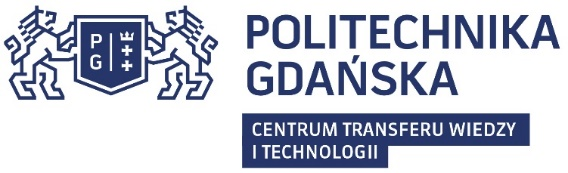 P
G
POLITECHNIKA
GDAŃSKA
CENTRUM TRANSFERU WIEDZY
I TECHNOLOGII